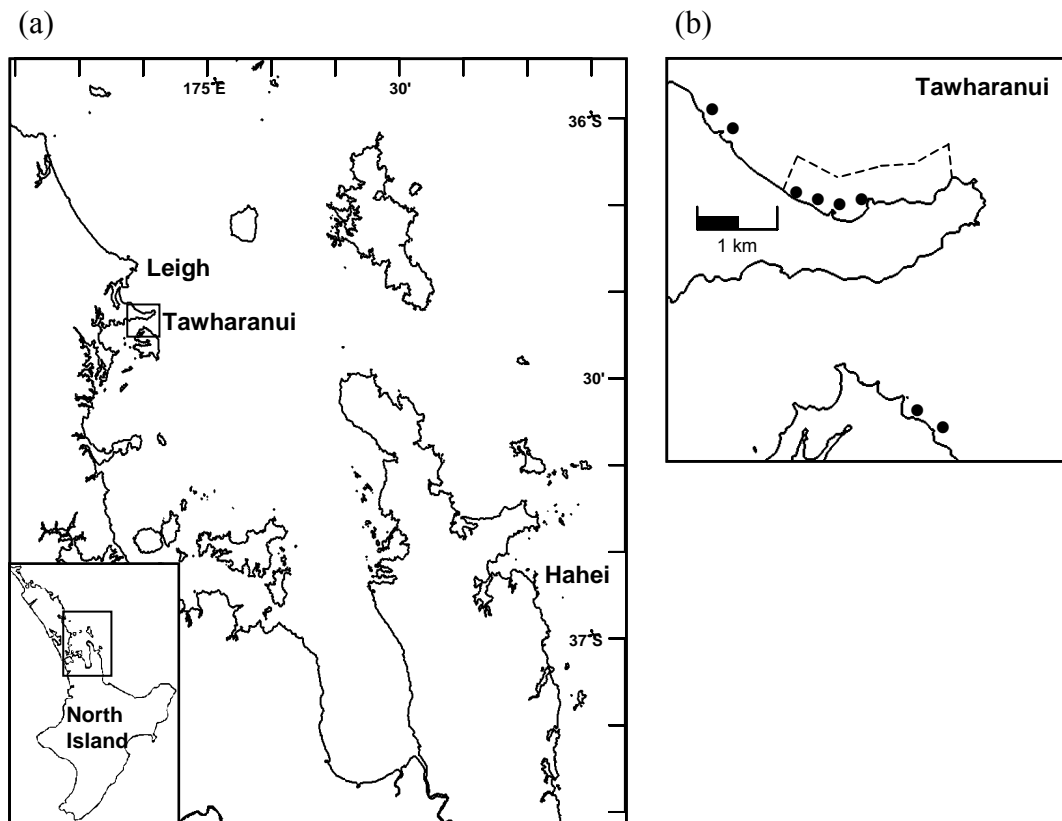 (a)
(b)
175°E
30'
36°S
Leigh
Tawharanui
30'
Hahei
37°S
North
Island
Tawharanui
1 km